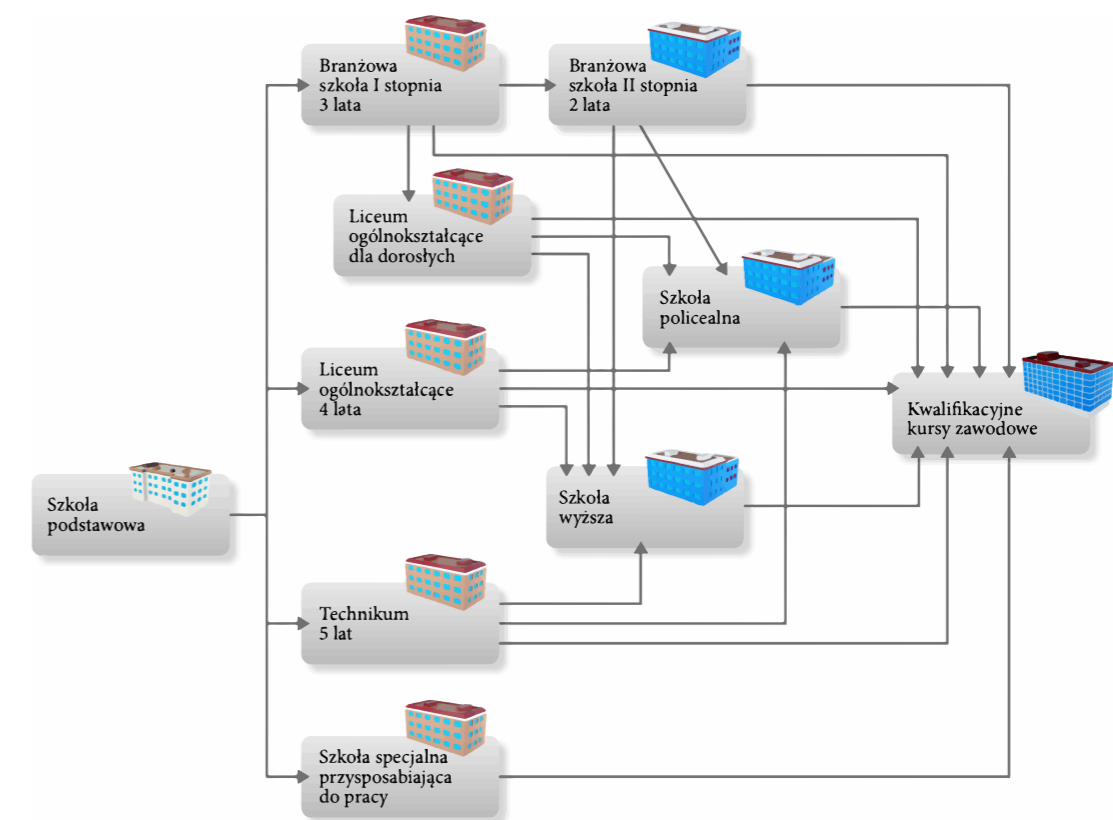 Branżowa
szkoła I stopnia
3 lata
Branżowa
szkoła II stopnia
2 lata
Liceum
ogólnokształcące
dla dorosłych
Szkoła
policealna
Liceum
ogólnokształcące
4 lata
Kwalifikacyjne
kursy zawodowe
Szkoła
podstawowa
Szkoła
wyższa
Technikum
5 lat
Szkoła specjalna
przysposabiająca
do pracy